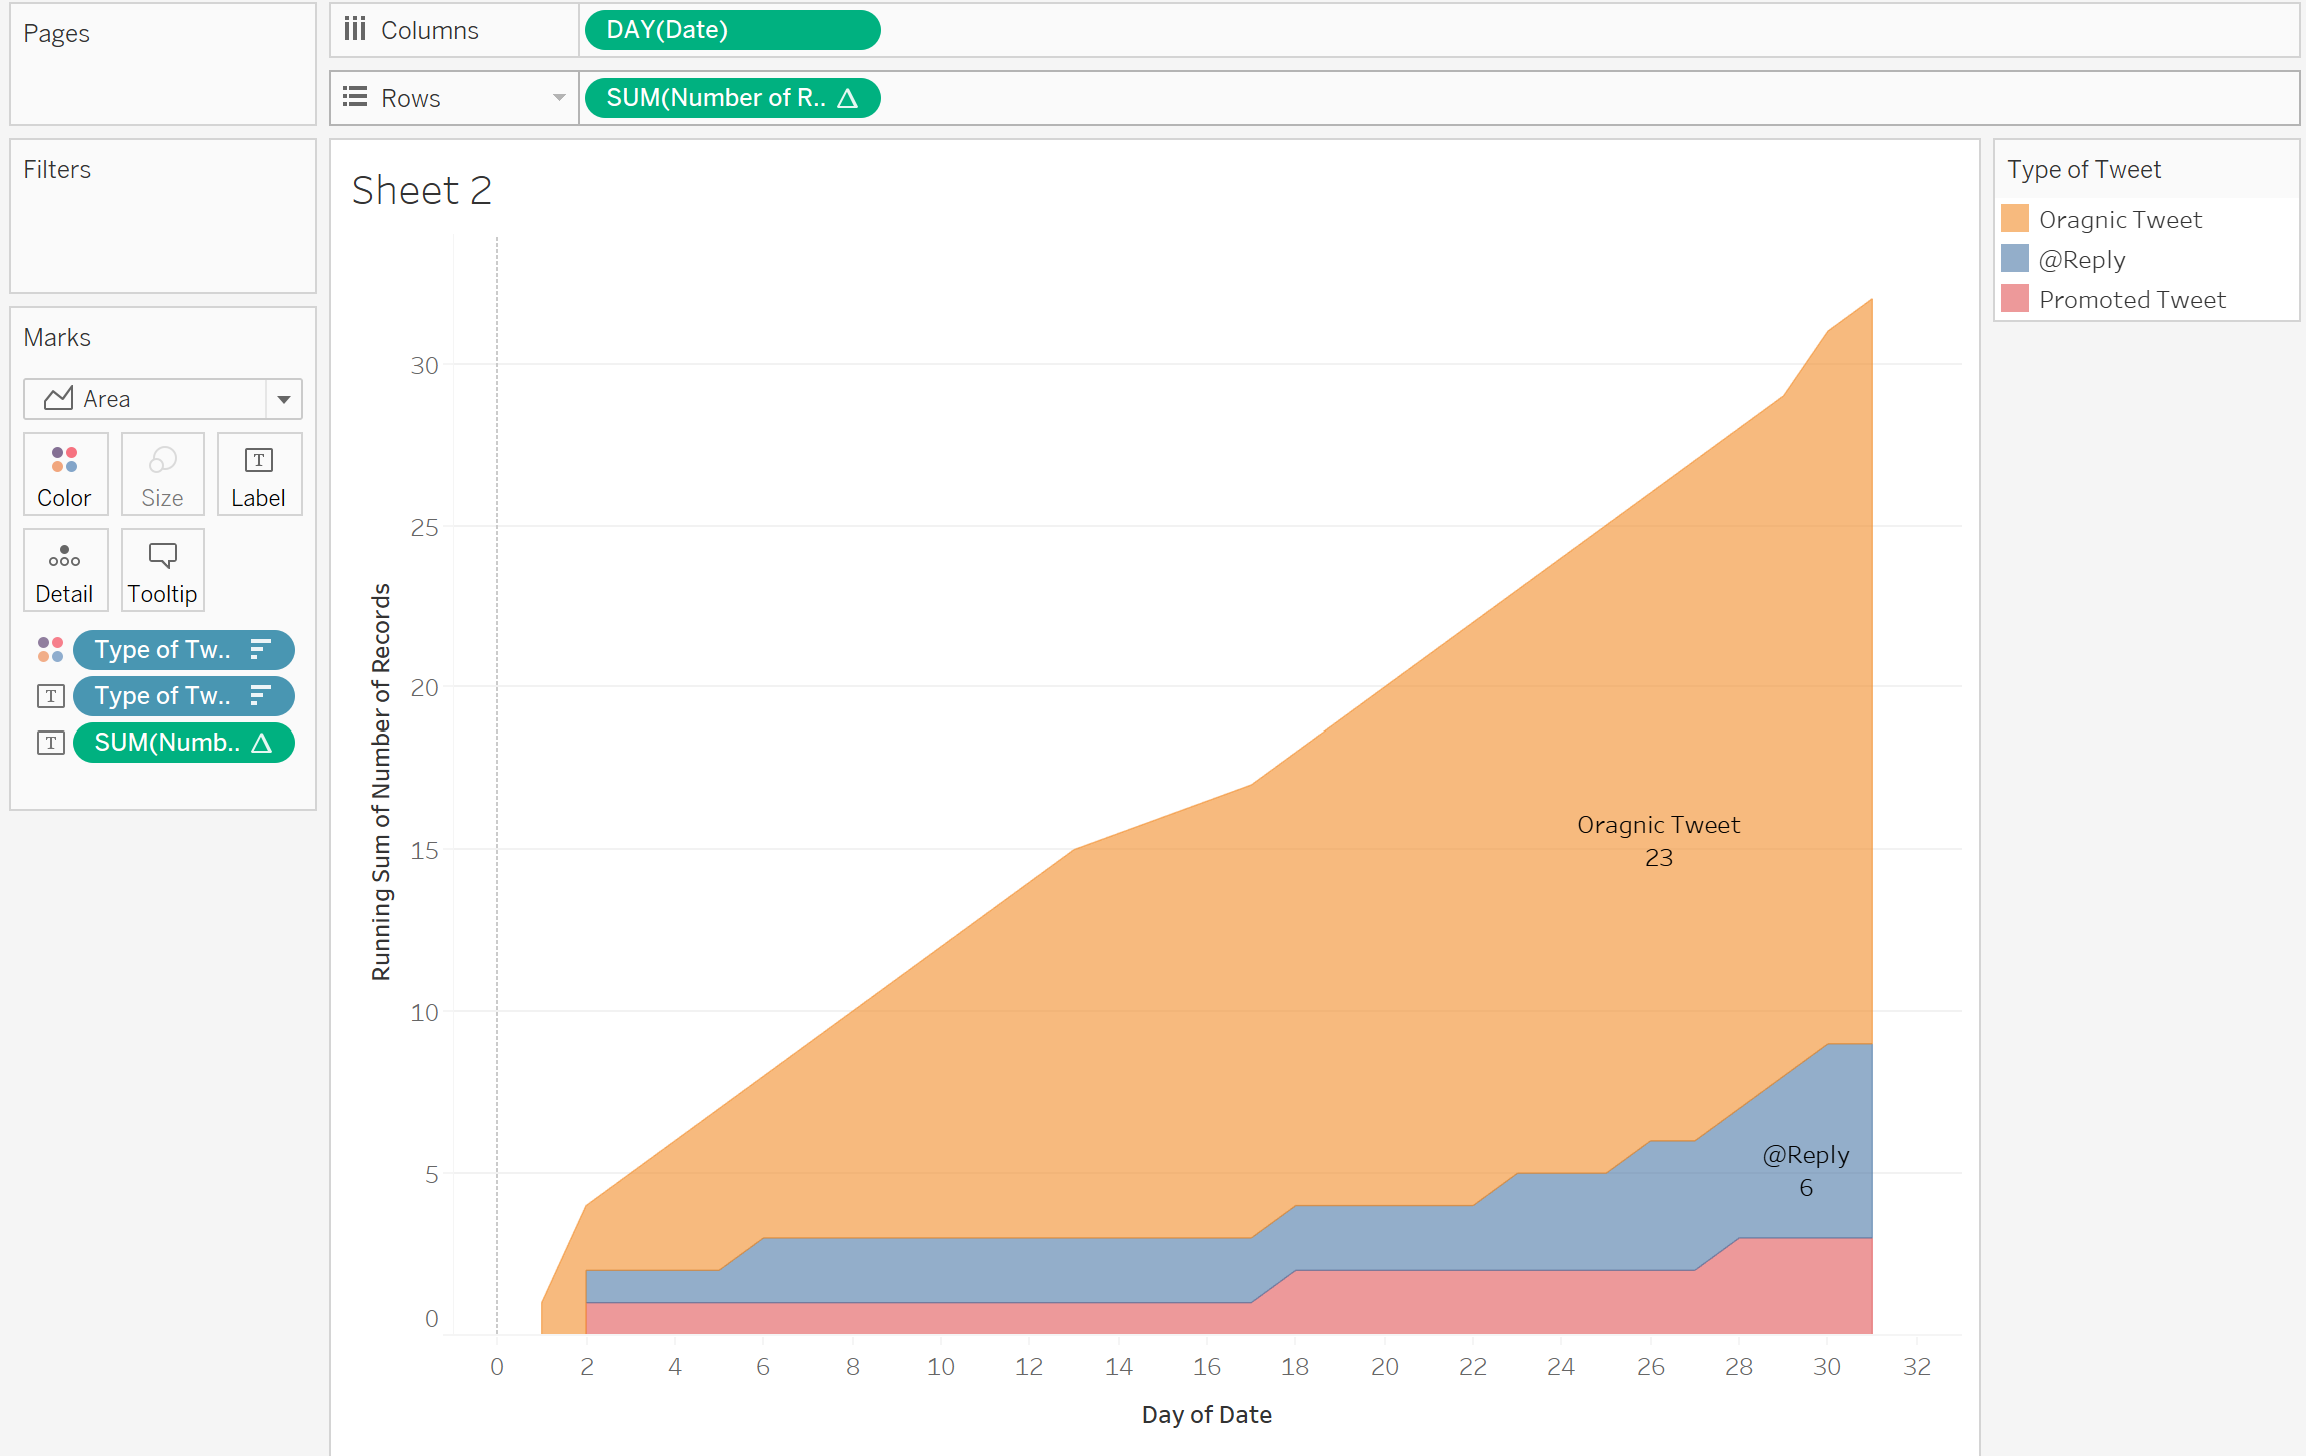 Pages
Columns
DAY(Date)
Rows
SUM(Number of R..
Filters
Marks
Area
Color
Size
Label
T
Detail
Tooltip
Type of Tw..
T
Type of Tw..
T
SUM(Numb..
Sheet 2
Running Sum of Number of Records
30
25
20
15
10
5
0
Oragnic Tweet
23
@Reply
6
0 2 4 6 8 10 12 14 16 18 20 22 24 26 28 30 32
Day of Date
Type of Tweet
Oragnic Tweet
@Reply
Promoted Tweet